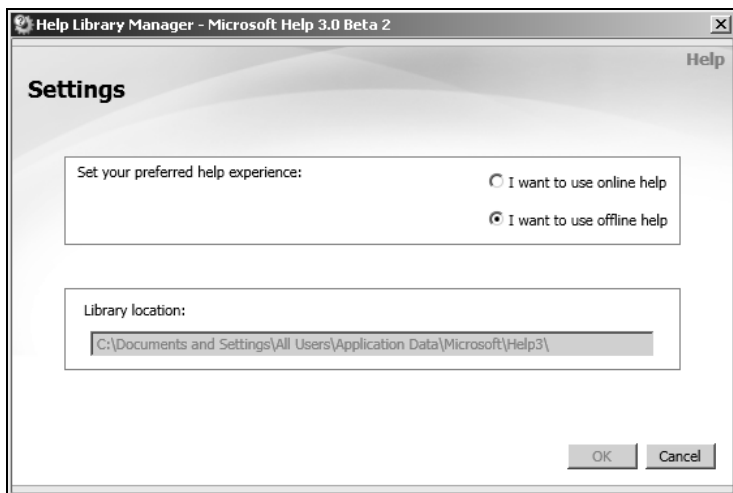 Help Library Manager - Microsoft Help 3.0 Beta 2
Help
Settings
Set your preferred help experience:
I want to use online help
I want to use offline help
Library location:
C:\Documents and Settings\All Users\Application Data\Microsoft\Help3\
OK
Cancel